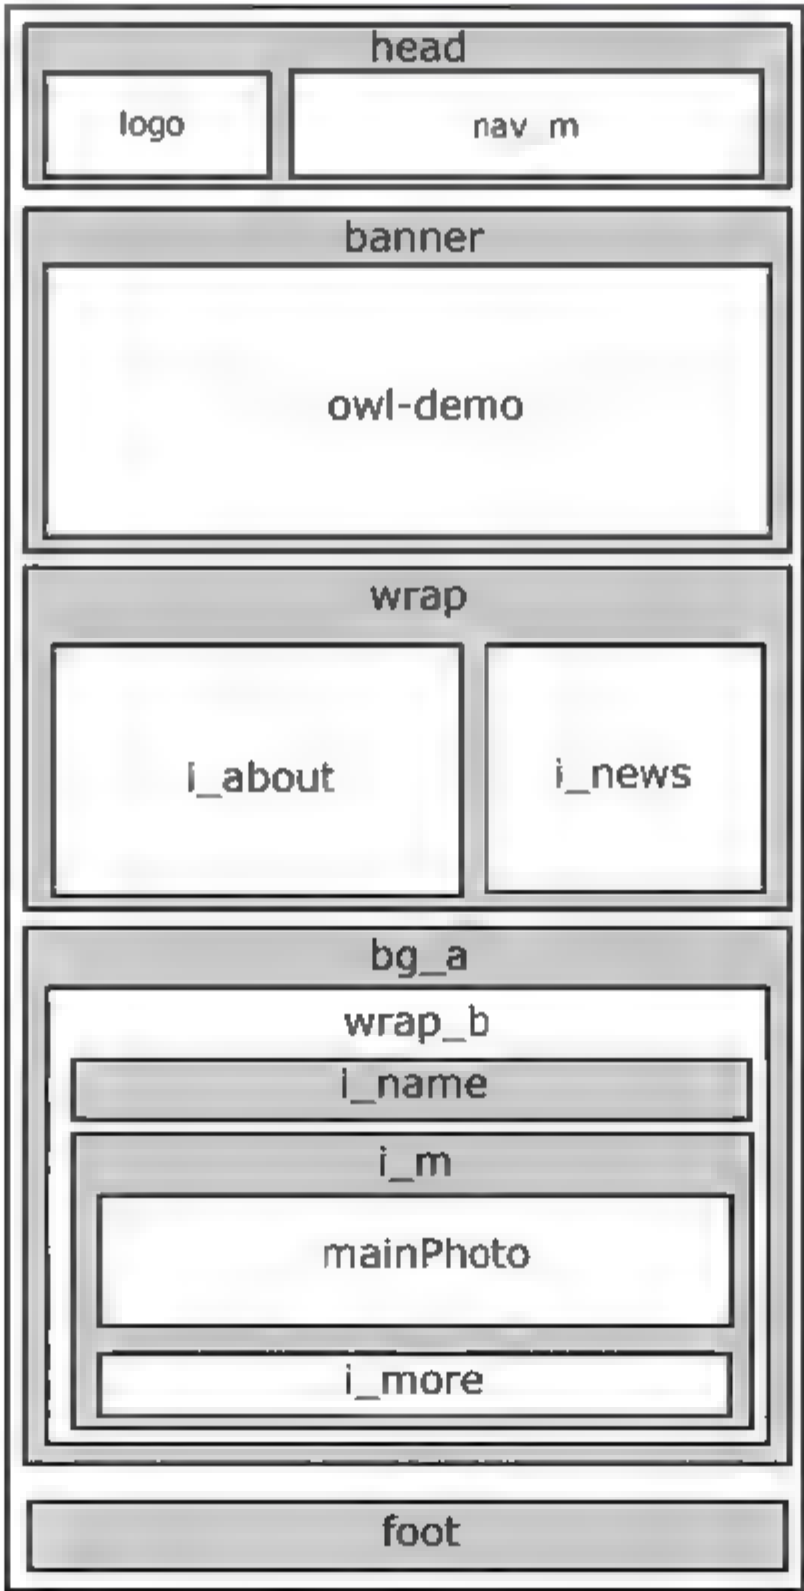 head
logo
nav_m
banner
owl-demo
wrap
i_about
i_news
bg_a
wrap_b
i_name
i_m
mainPhoto
i_more
foot